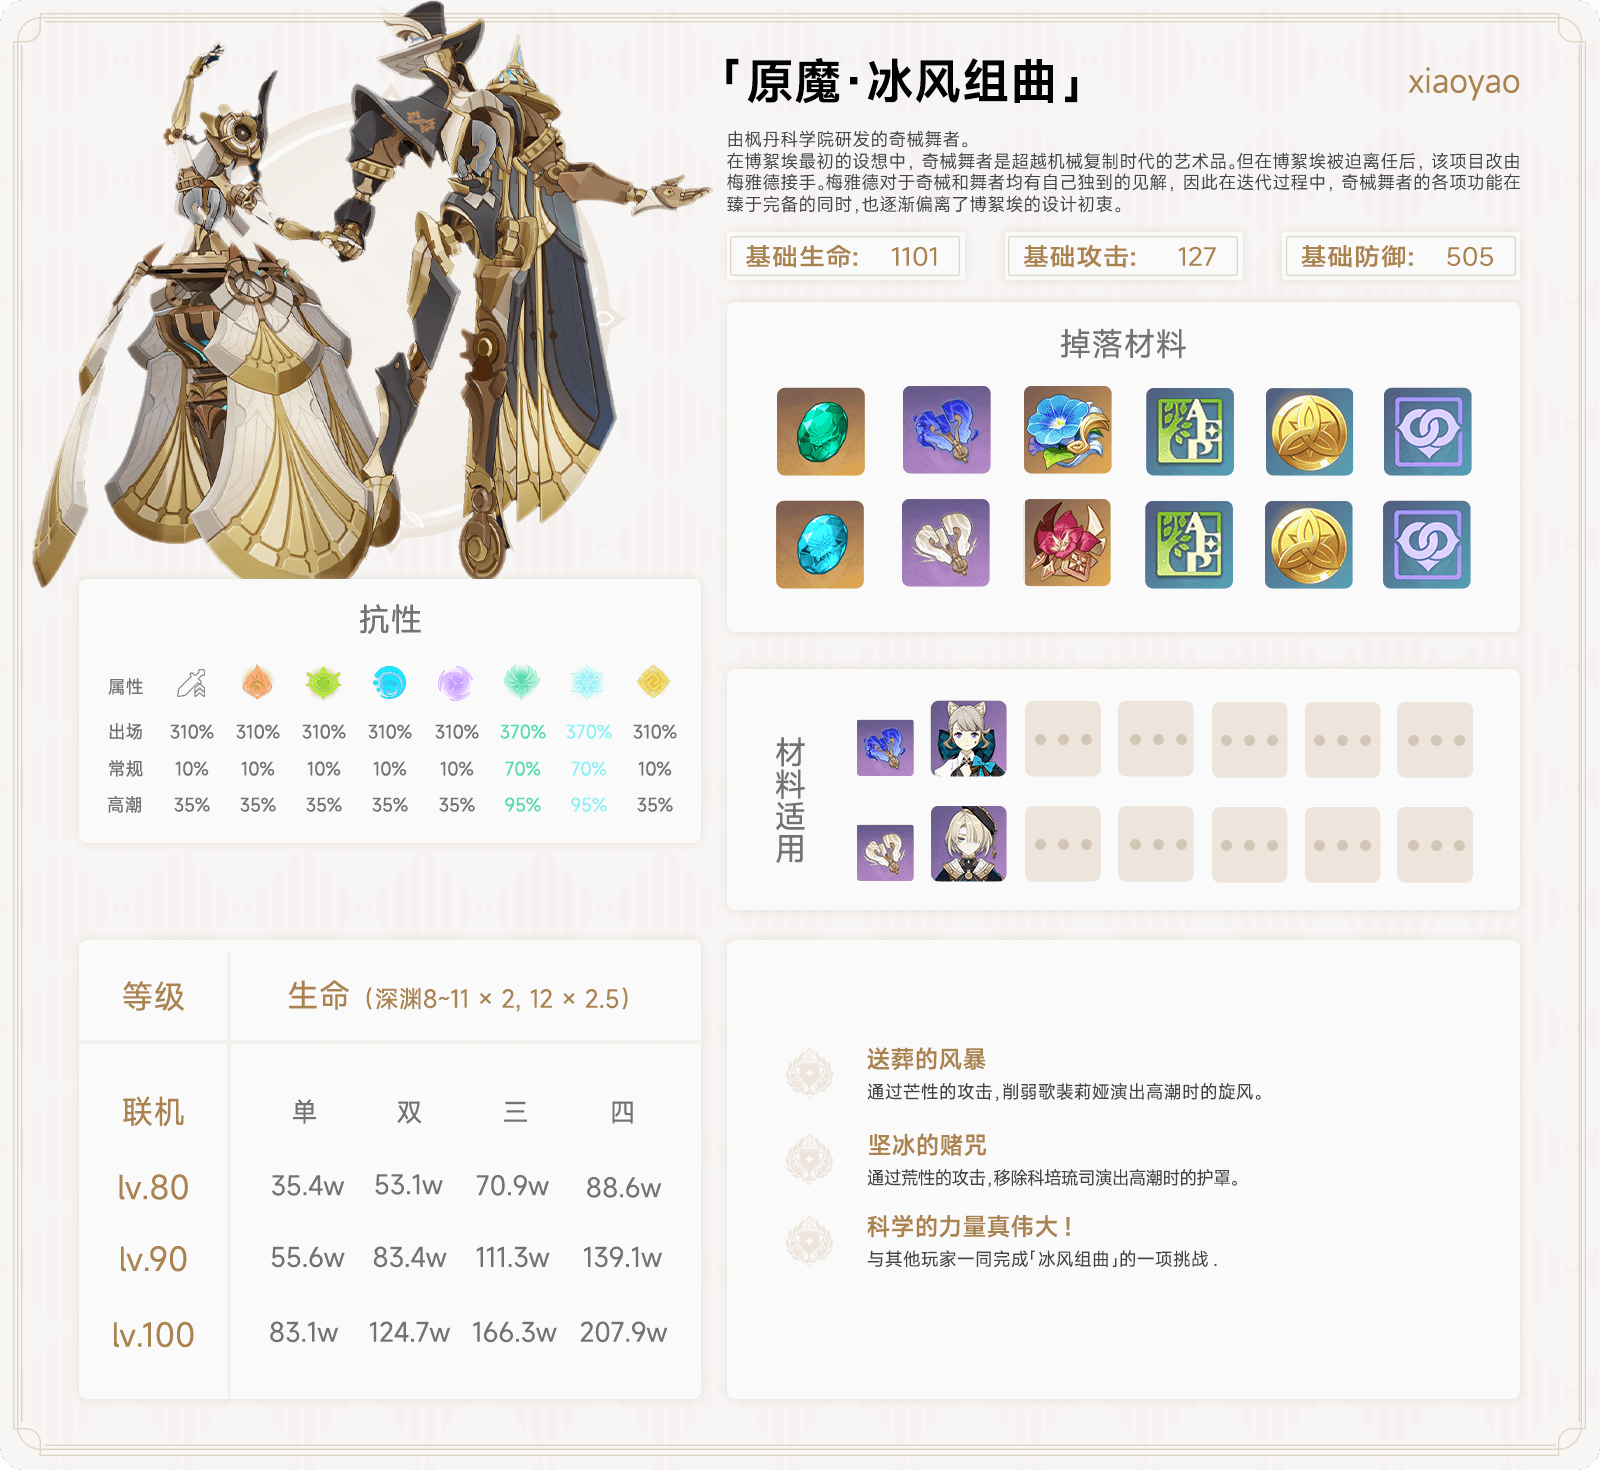 「原魔·冰风组曲」
xiaoyao
由枫丹科学院研发的奇械舞者。
在博絮埃最初的设想中，奇械舞者是超越机械复制时代的艺术品。但在博絮埃被迫离任后，该项目改由
梅雅德接手。梅雅德对于奇械和舞者均有自己独到的见解，因此在迭代过程中，奇械舞者的各项功能在
臻于完备的同时，也逐渐偏离了博絮埃的设计初衷。
基础生命: 1101
基础攻击: 127
基础防御: 505
掉落材料
AEP
AEP
抗性
属性
出场 310% 310% 310% 310% 310% 370% 370% 310%
常规 10% 10% 10% 10% 10% 70% 70% 10%
高潮 35% 35% 35% 35% 35% 95% 95% 35%
材料适用
等级 生命（深渊8~11 × 2, 12 × 2.5）
联机 单 双 三 四
lv.80 35.4w 53.1w 70.9w 88.6w
lv.90 55.6w 83.4w 111.3w 139.1w
lv.100 83.1w 124.7w 166.3w 207.9w
送葬的风暴
通过芒性的攻击，削弱歌裴莉娅演出高潮时的旋风。
坚冰的赌咒
通过荒性的攻击，移除科培琉司演出高潮时的护罩。
科学的力量真伟大！
与其他玩家一同完成「冰风组曲」的一项挑战．